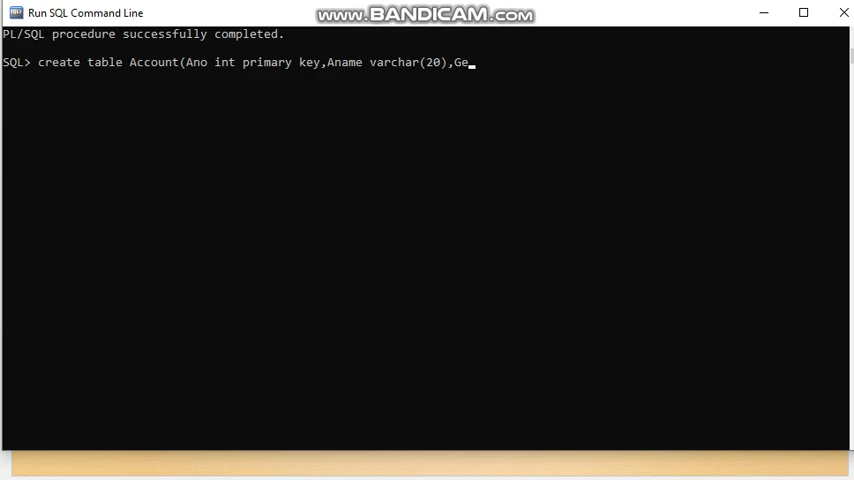 Run SQL Command Line
www.BANDICAM.com
PL/SQL procedure successfully completed.
SQL> create table Account(Ano int primary key,Aname varchar(20),Ge_